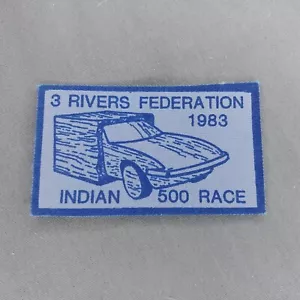 3 RIVERS FEDERATION
1983
INDIAN 500 RACE